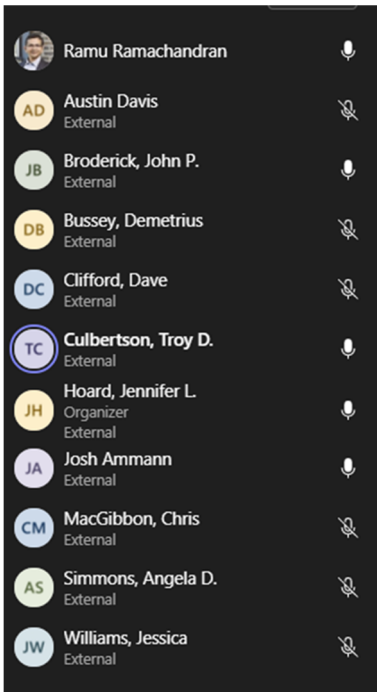 Ramu Ramachandran
AD
Austin Davis
External
JB
Broderick, John P.
External
DB
Bussey, Demetrius
External
DC
Clifford, Dave
External
TC
Culbertson, Troy D.
External
JH
Hoard, Jennifer L.
Organizer
External
JA
Josh Ammann
External
CM
MacGibbon, Chris
External
AS
Simmons, Angela D.
External
JW
Williams, Jessica
External